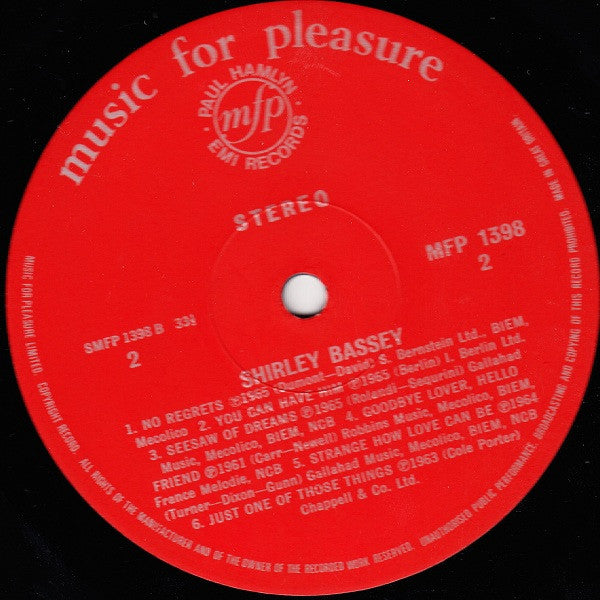 music for pleasure
· PAUL HAMLYN ·
mfp
EMI RECORDS
STEREO
MFP 1398
2
SMFP 1398 B 33⅓
2
SHIRLEY BASSEY
1. NO REGRETS ℗1965 (Dumont—David) S. Bernstein Ltd., BIEM,
Mecolico 2. YOU CAN HAVE HIM ℗1965 (Berlin) I. Berlin Ltd.
3. SEESAW OF DREAMS ℗1965 (Rolandi—Sequrini) Gallahad
Music, Mecolico, BIEM, NCB 4. GOODBYE LOVER, HELLO
FRIEND ℗1961 (Carr—Newell) Robbins Music, Mecolico, BIEM,
France Melodie, NCB 5. STRANGE HOW LOVE CAN BE ℗1964
(Turner—Dixon—Gunn) Gallahad Music, Mecolico, BIEM, NCB
6. JUST ONE OF THOSE THINGS ℗1963 (Cole Porter)
Chappell & Co. Ltd.
MUSIC FOR PLEASURE LIMITED. COPYRIGHT RECORD. ALL RIGHTS OF THE MANUFACTURER AND OF THE OWNER OF THE RECORDED WORK RESERVED. UNAUTHORISED PUBLIC PERFORMANCE, BROADCASTING AND COPYING OF THIS RECORD PROHIBITED. MADE IN GREAT BRITAIN